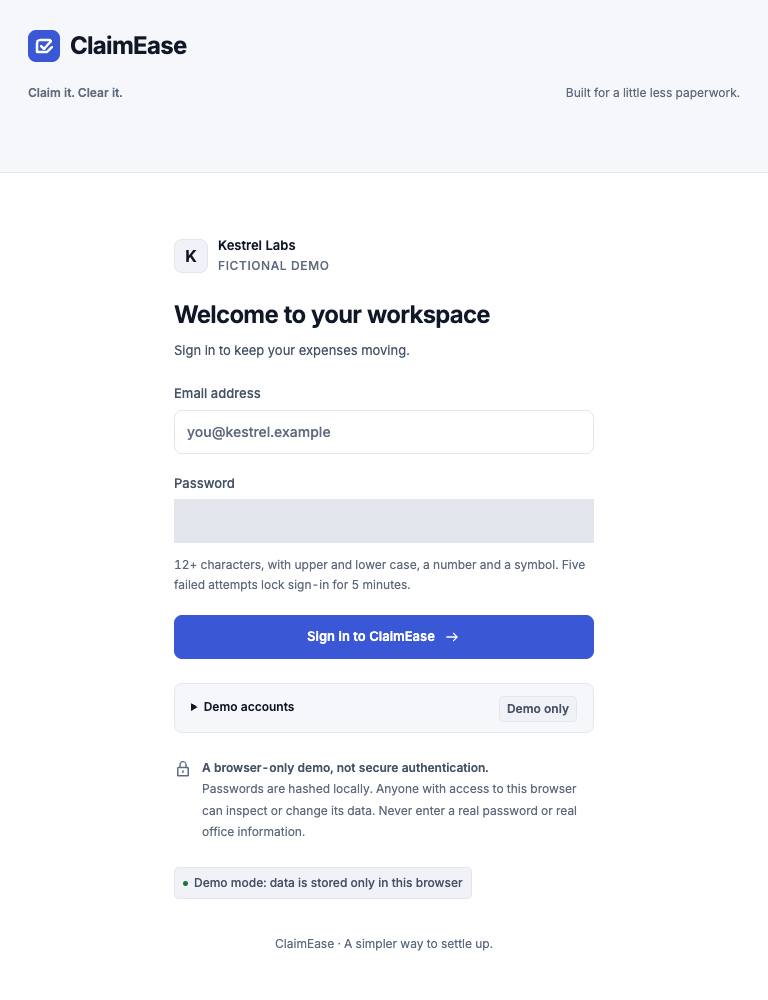 ClaimEase
Claim it. Clear it.
Built for a little less paperwork.
K
Kestrel Labs
FICTIONAL DEMO
Welcome to your workspace
Sign in to keep your expenses moving.
Email address
you@kestrel.example
Password
12+ characters, with upper and lower case, a number and a symbol. Five
failed attempts lock sign-in for 5 minutes.
Sign in to ClaimEase →
Demo accounts
Demo only
A browser-only demo, not secure authentication.
Passwords are hashed locally. Anyone with access to this browser
can inspect or change its data. Never enter a real password or real
office information.
Demo mode: data is stored only in this browser
ClaimEase · A simpler way to settle up.